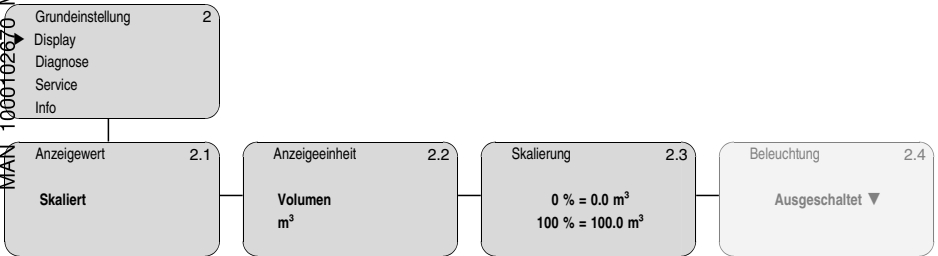 Grundeinstellung 2
Display
Diagnose
Service
Info
MAN 1000102670
Anzeigewert 2.1
Skaliert
Anzeigeeinheit 2.2
Volumen
m³
Skalierung 2.3
0 % = 0.0 m³
100 % = 100.0 m³
Beleuchtung 2.4
Ausgeschaltet ▼